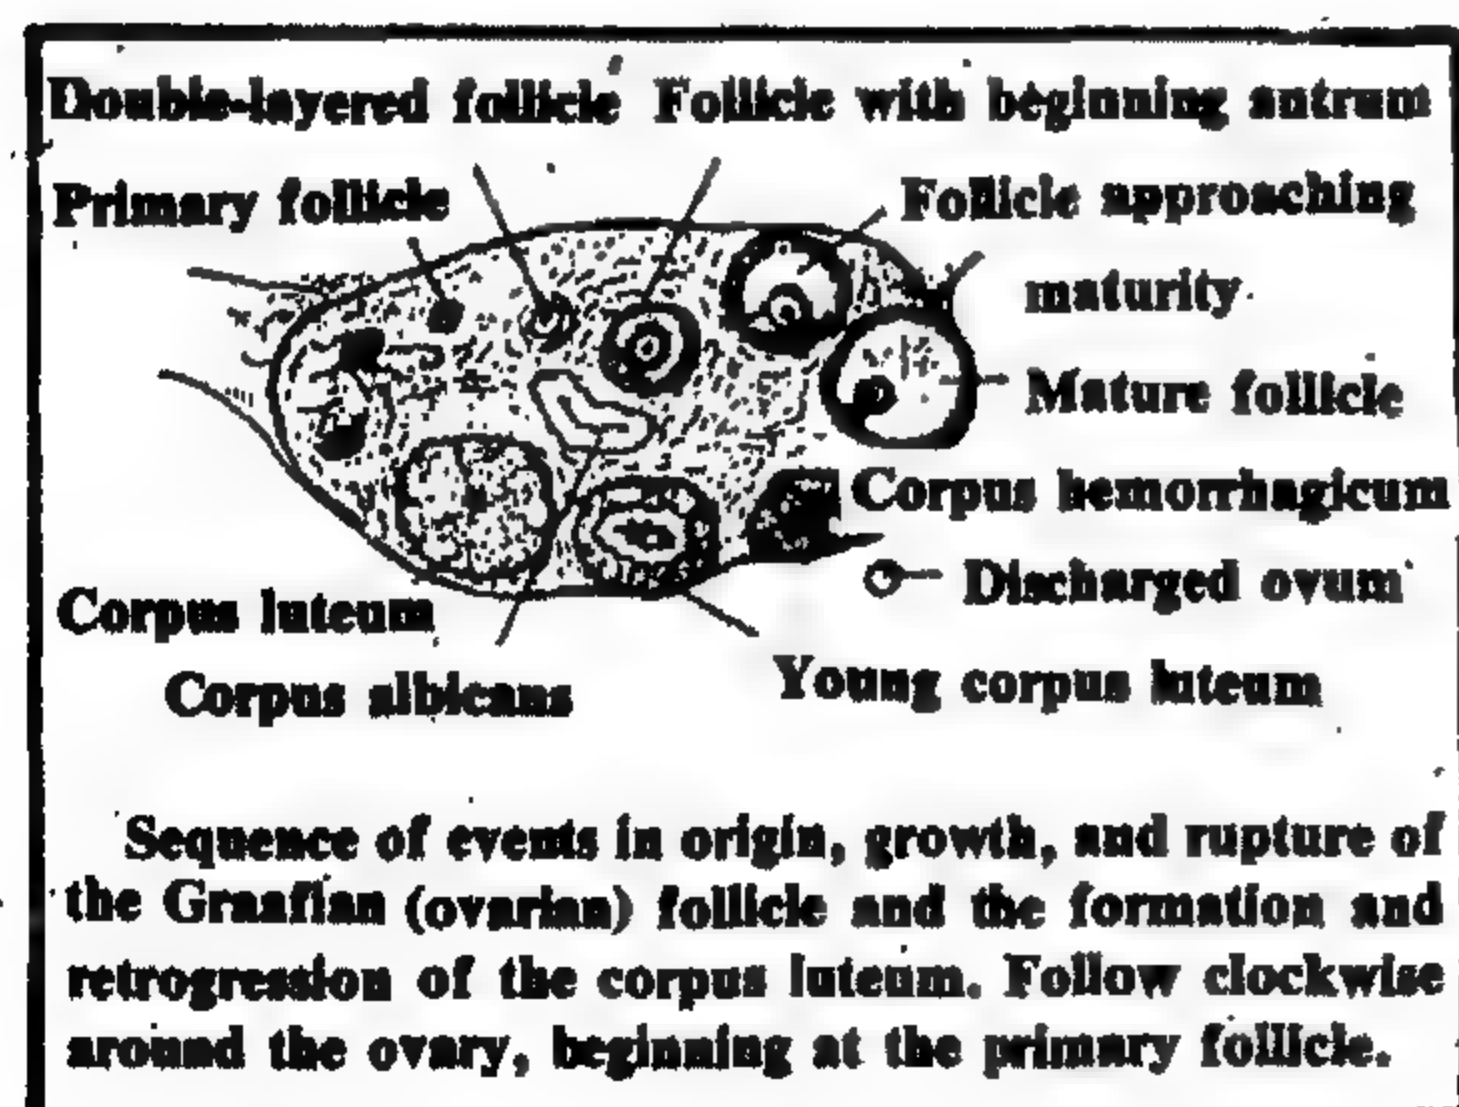 Double-layered follicle Follicle with beginning antrum
Primary follicle
Follicle approaching
maturity
Mature follicle
Corpus hemorrhagicum
Discharged ovum
Corpus luteum
Corpus albicans
Young corpus luteum
Sequence of events in origin, growth, and rupture of
the Graafian (ovarian) follicle and the formation and
retrogression of the corpus luteum. Follow clockwise
around the ovary, beginning at the primary follicle.